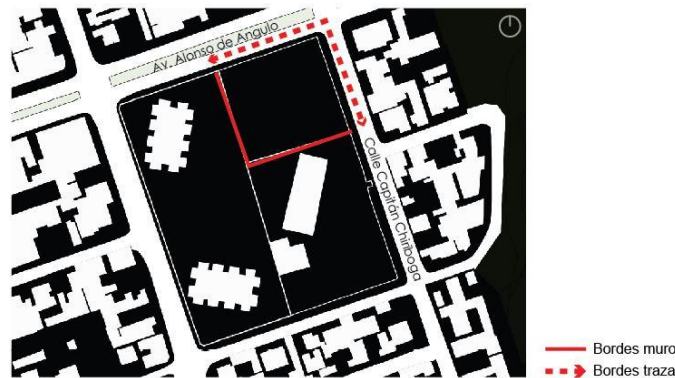 Av. Alonso de Angulo
Calle Capitán Chiriboga
Bordes muro
Bordes traza